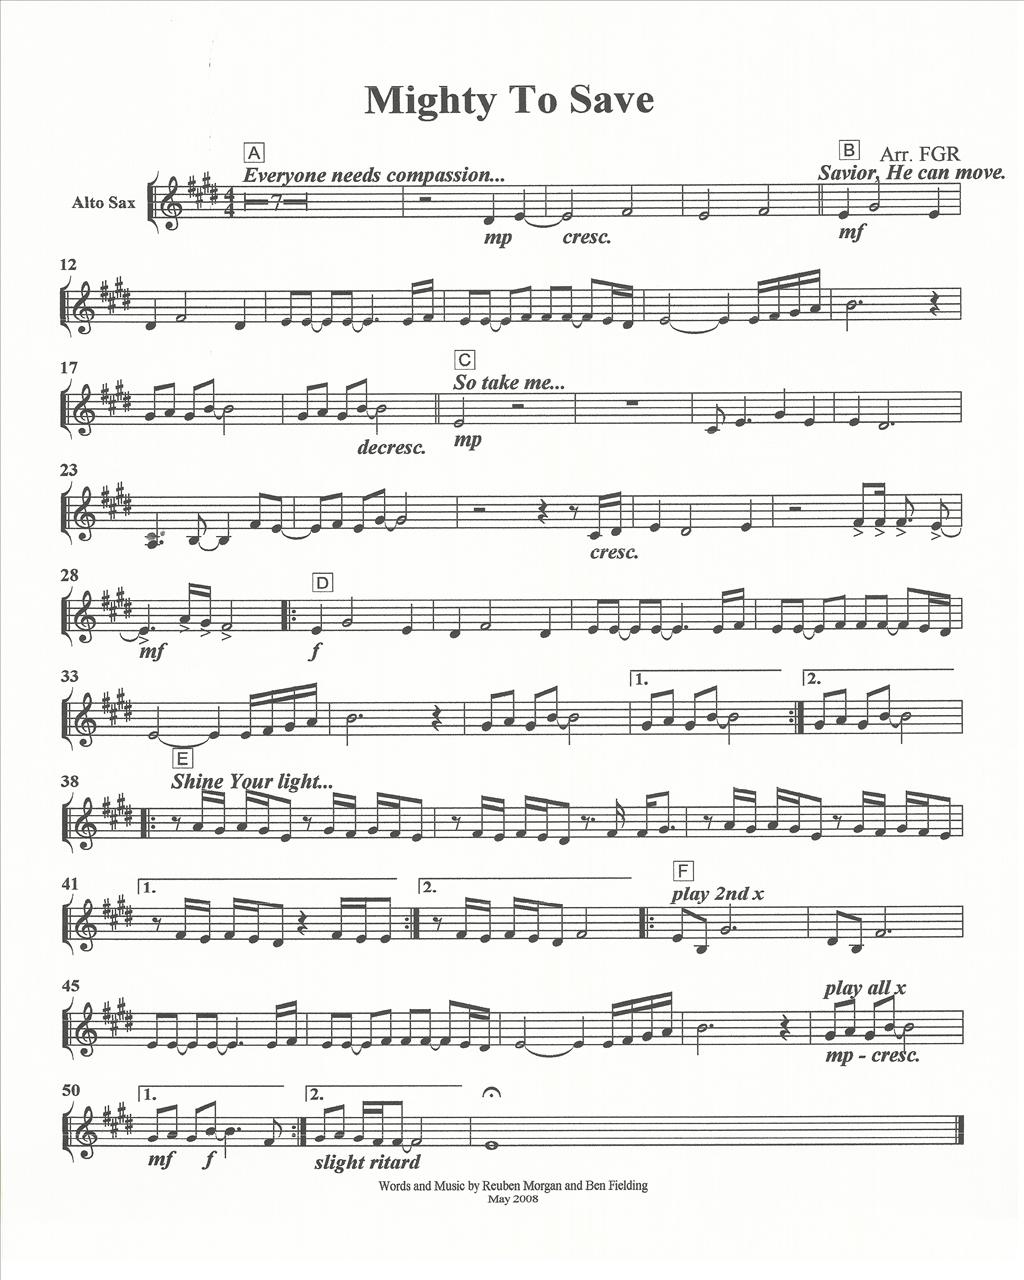 Mighty To Save
A
B
Arr. FGR
Everyone needs compassion...
Savior, He can move.
Alto Sax
4
4
7
mp
cresc.
mf
12
17
C
So take me...
decresc.
mp
23
cresc.
28
D
mf
f
33
1.
2.
E
38
Shine Your light...
41
1.
2.
F
play 2nd x
45
play all x
mp - cresc.
50
1.
2.
mf
f
slight ritard
Words and Music by Reuben Morgan and Ben Fielding
May 2008